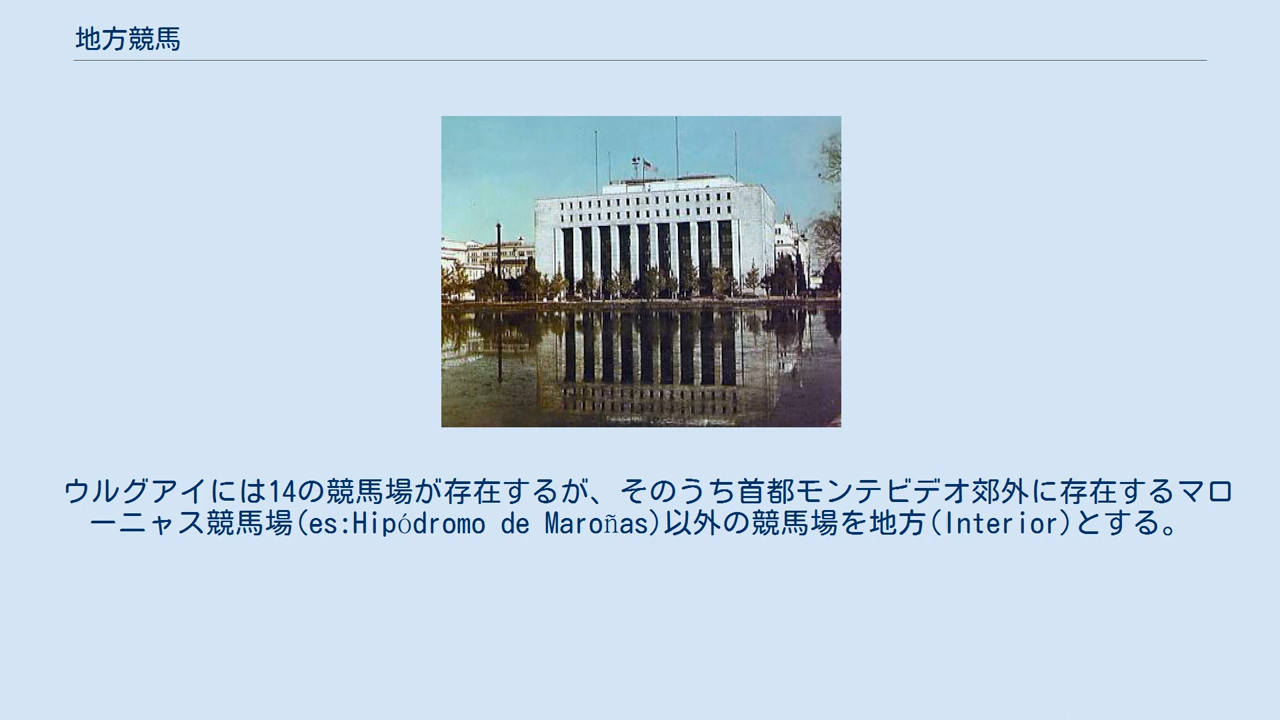 地方競馬
ウルグアイには14の競馬場が存在するが、そのうち首都モンテビデオ郊外に存在するマロ
ーニャス競馬場(es:Hipódromo de Maroñas)以外の競馬場を地方(Interior)とする。